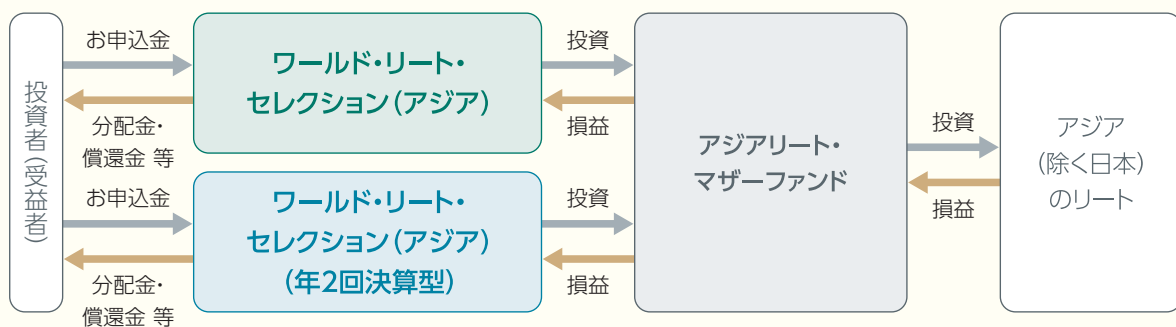 投資者(受益者)
お申込金
分配金・
償還金 等
ワールド・リート・
セレクション(アジア)
投資
損益
お申込金
分配金・
償還金 等
ワールド・リート・
セレクション(アジア)
(年2回決算型)
投資
損益
アジアリート・
マザーファンド
投資
損益
アジア
(除く日本)
のリート